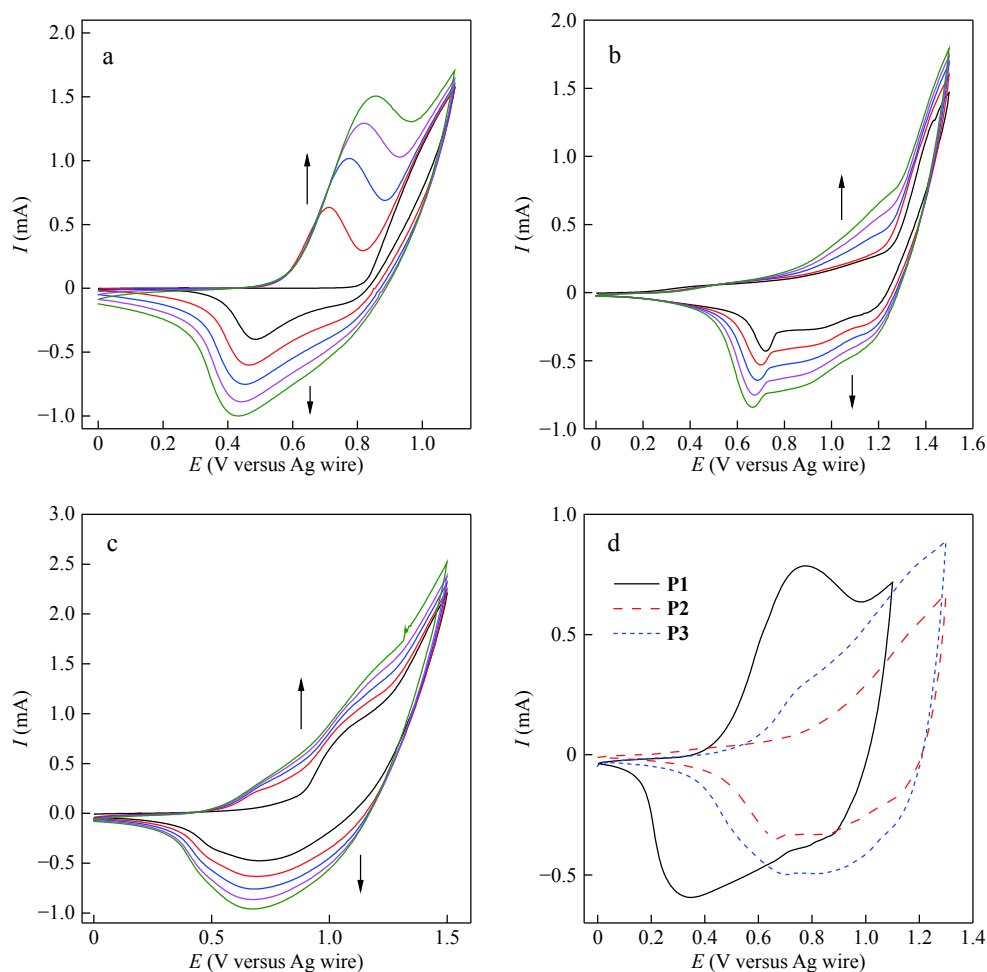 a
2.0
1.5
1.0
0.5
0
−0.5
−1.0
I (mA)
0 0.2 0.4 0.6 0.8 1.0
E (V versus Ag wire)
b
2.0
1.5
1.0
0.5
0
−0.5
−1.0
I (mA)
0 0.2 0.4 0.6 0.8 1.0 1.2 1.4 1.6
E (V versus Ag wire)
c
3.0
2.5
2.0
1.5
1.0
0.5
0.0
−0.5
−1.0
I (mA)
0 0.5 1.0 1.5
E (V versus Ag wire)
d
P1
P2
P3
1.0
0.5
0
−0.5
I (mA)
0 0.2 0.4 0.6 0.8 1.0 1.2 1.4
E (V versus Ag wire)